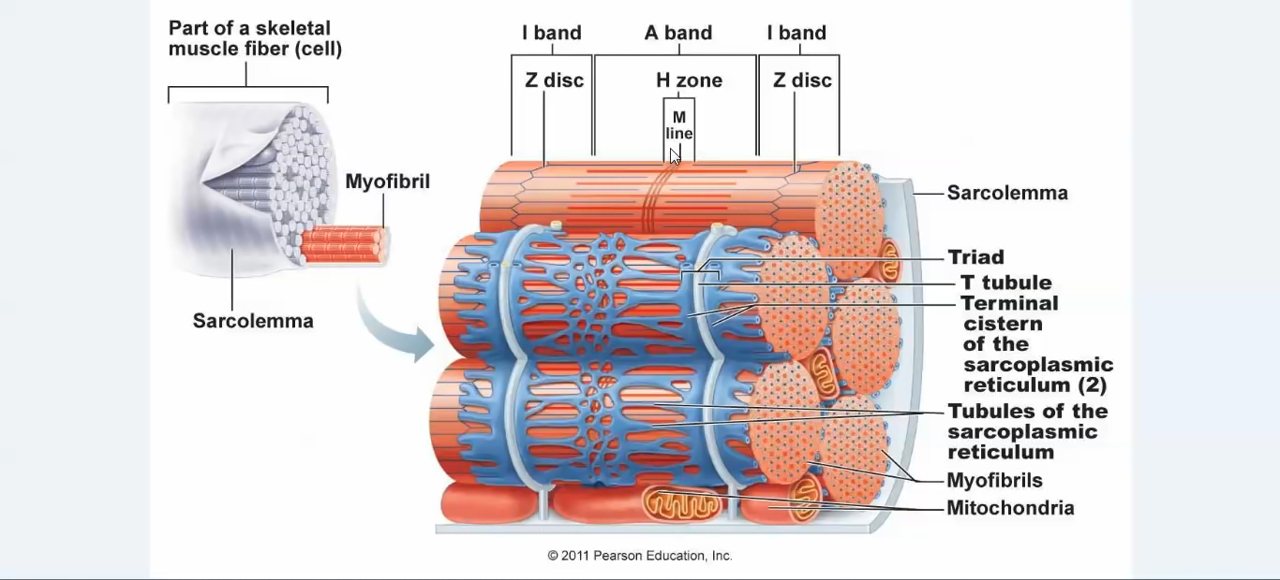 Part of a skeletal
muscle fiber (cell)
Myofibril
Sarcolemma
I band
A band
I band
Z disc
H zone
Z disc
M
line
Sarcolemma
Triad
T tubule
Terminal
cistern
of the
sarcoplasmic
reticulum (2)
Tubules of the
sarcoplasmic
reticulum
Myofibrils
Mitochondria
© 2011 Pearson Education, Inc.